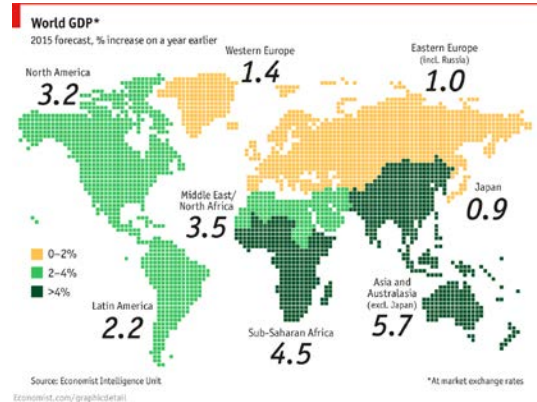 World GDP*
2015 forecast, % increase on a year earlier
North America
3.2
Western Europe
1.4
Eastern Europe
(incl. Russia)
1.0
Middle East/
North Africa
3.5
Japan
0.9
0–2%
2–4%
>4%
Latin America
2.2
Sub-Saharan Africa
4.5
Asia and
Australasia
(excl. Japan)
5.7
Source: Economist Intelligence Unit
*At market exchange rates
Economist.com/graphicdetail